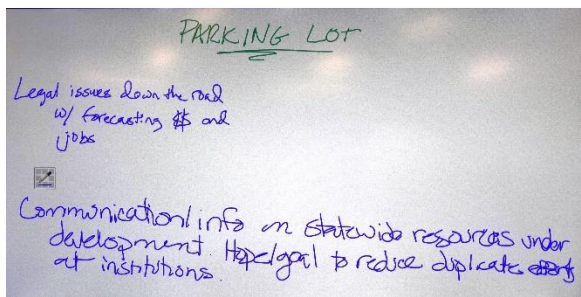 PARKING LOT
Legal issues down the road
w/ forecasting $$ and
jobs
Communication/info on statewide resources under
development. Hope/goal to reduce duplicate efforts
at institutions.